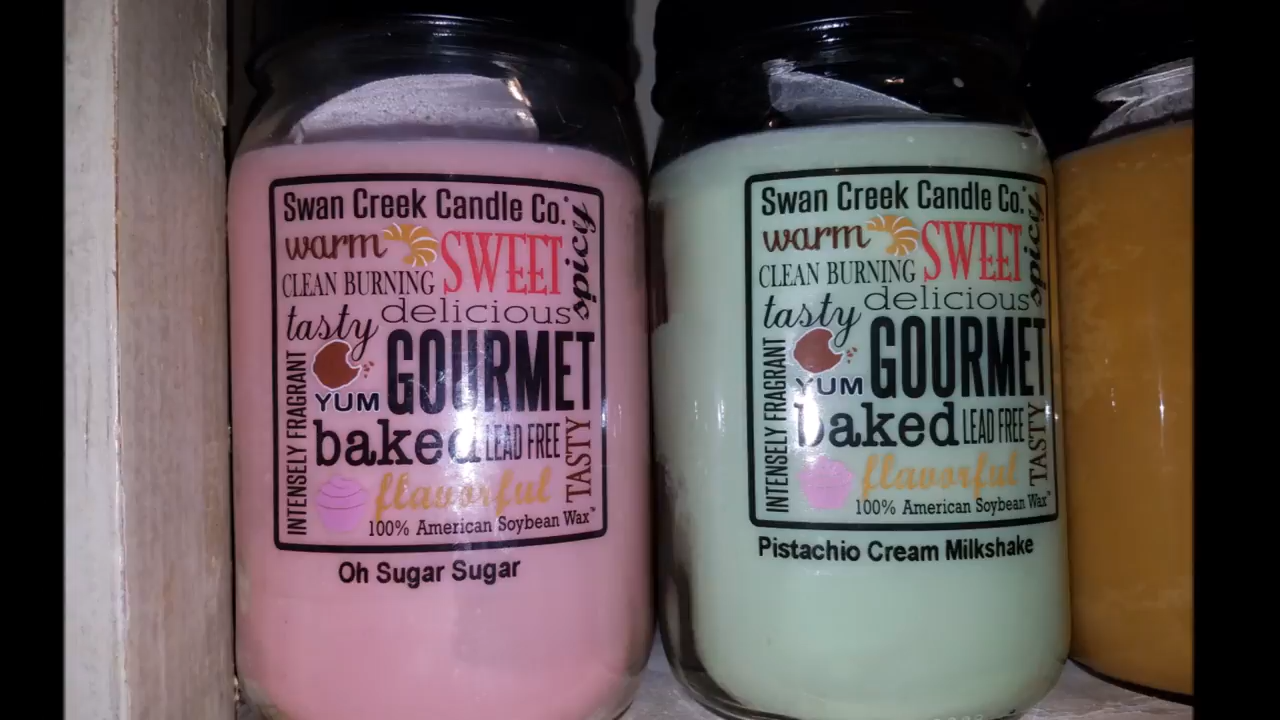 Swan Creek Candle Co.
warm SWEET spicy
CLEAN BURNING
tasty delicious
INTENSELY FRAGRANT
YUM GOURMET
baked LEAD FREE TASTY
flavorful
100% American Soybean Wax™
Oh Sugar Sugar
Swan Creek Candle Co.
warm SWEET spicy
CLEAN BURNING
tasty delicious
INTENSELY FRAGRANT
YUM GOURMET
baked LEAD FREE TASTY
flavorful
100% American Soybean Wax™
Pistachio Cream Milkshake